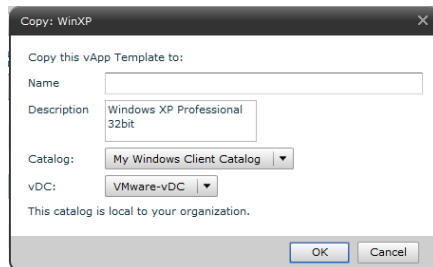 Copy: WinXP
Copy this vApp Template to:
Name
Description
Windows XP Professional
32bit
Catalog:
My Windows Client Catalog
vDC:
VMware-vDC
This catalog is local to your organization.
OK
Cancel